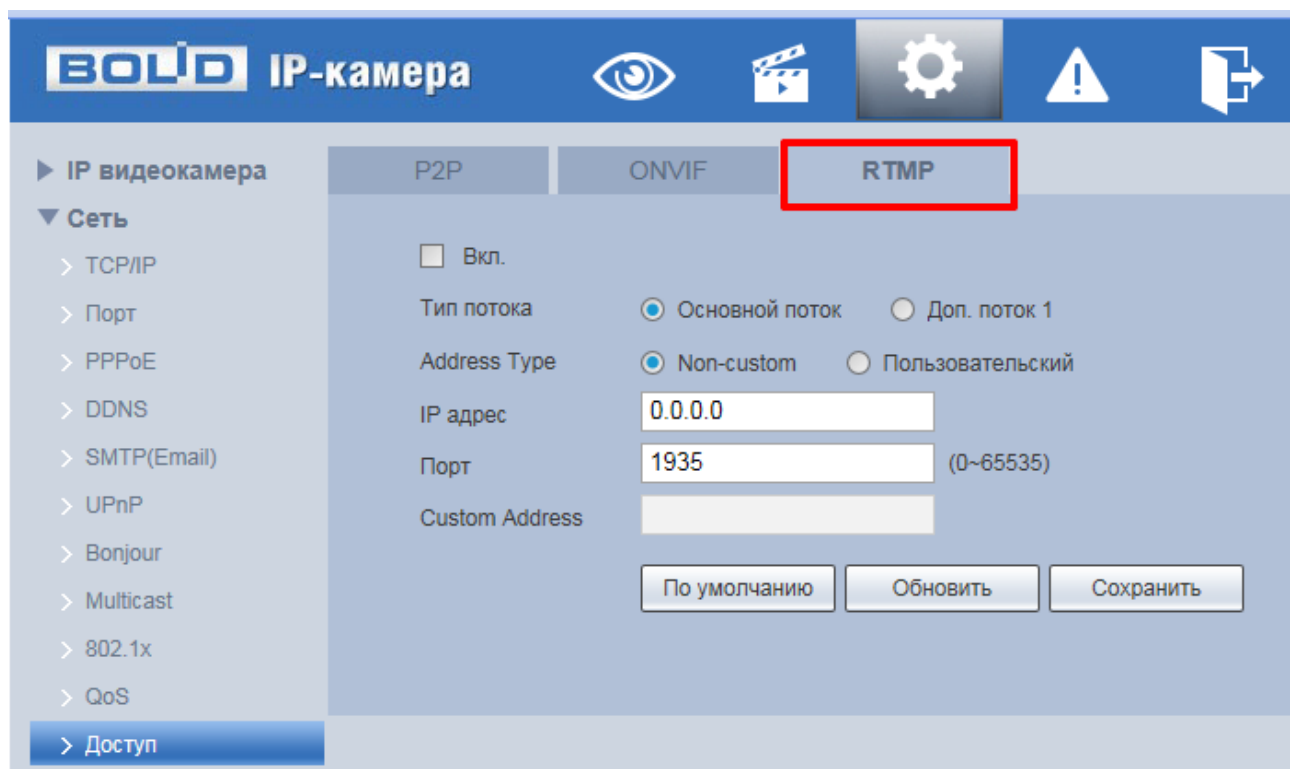 BOLID IP-камера
IP видеокамера
Сеть
TCP/IP
Порт
PPPoE
DDNS
SMTP(Email)
UPnP
Bonjour
Multicast
802.1x
QoS
Доступ
P2P ONVIF RTMP
Вкл.
Тип потока Основной поток Доп. поток 1
Address Type Non-custom Пользовательский
IP адрес 0.0.0.0
Порт 1935 (0~65535)
Custom Address
По умолчанию Обновить Сохранить